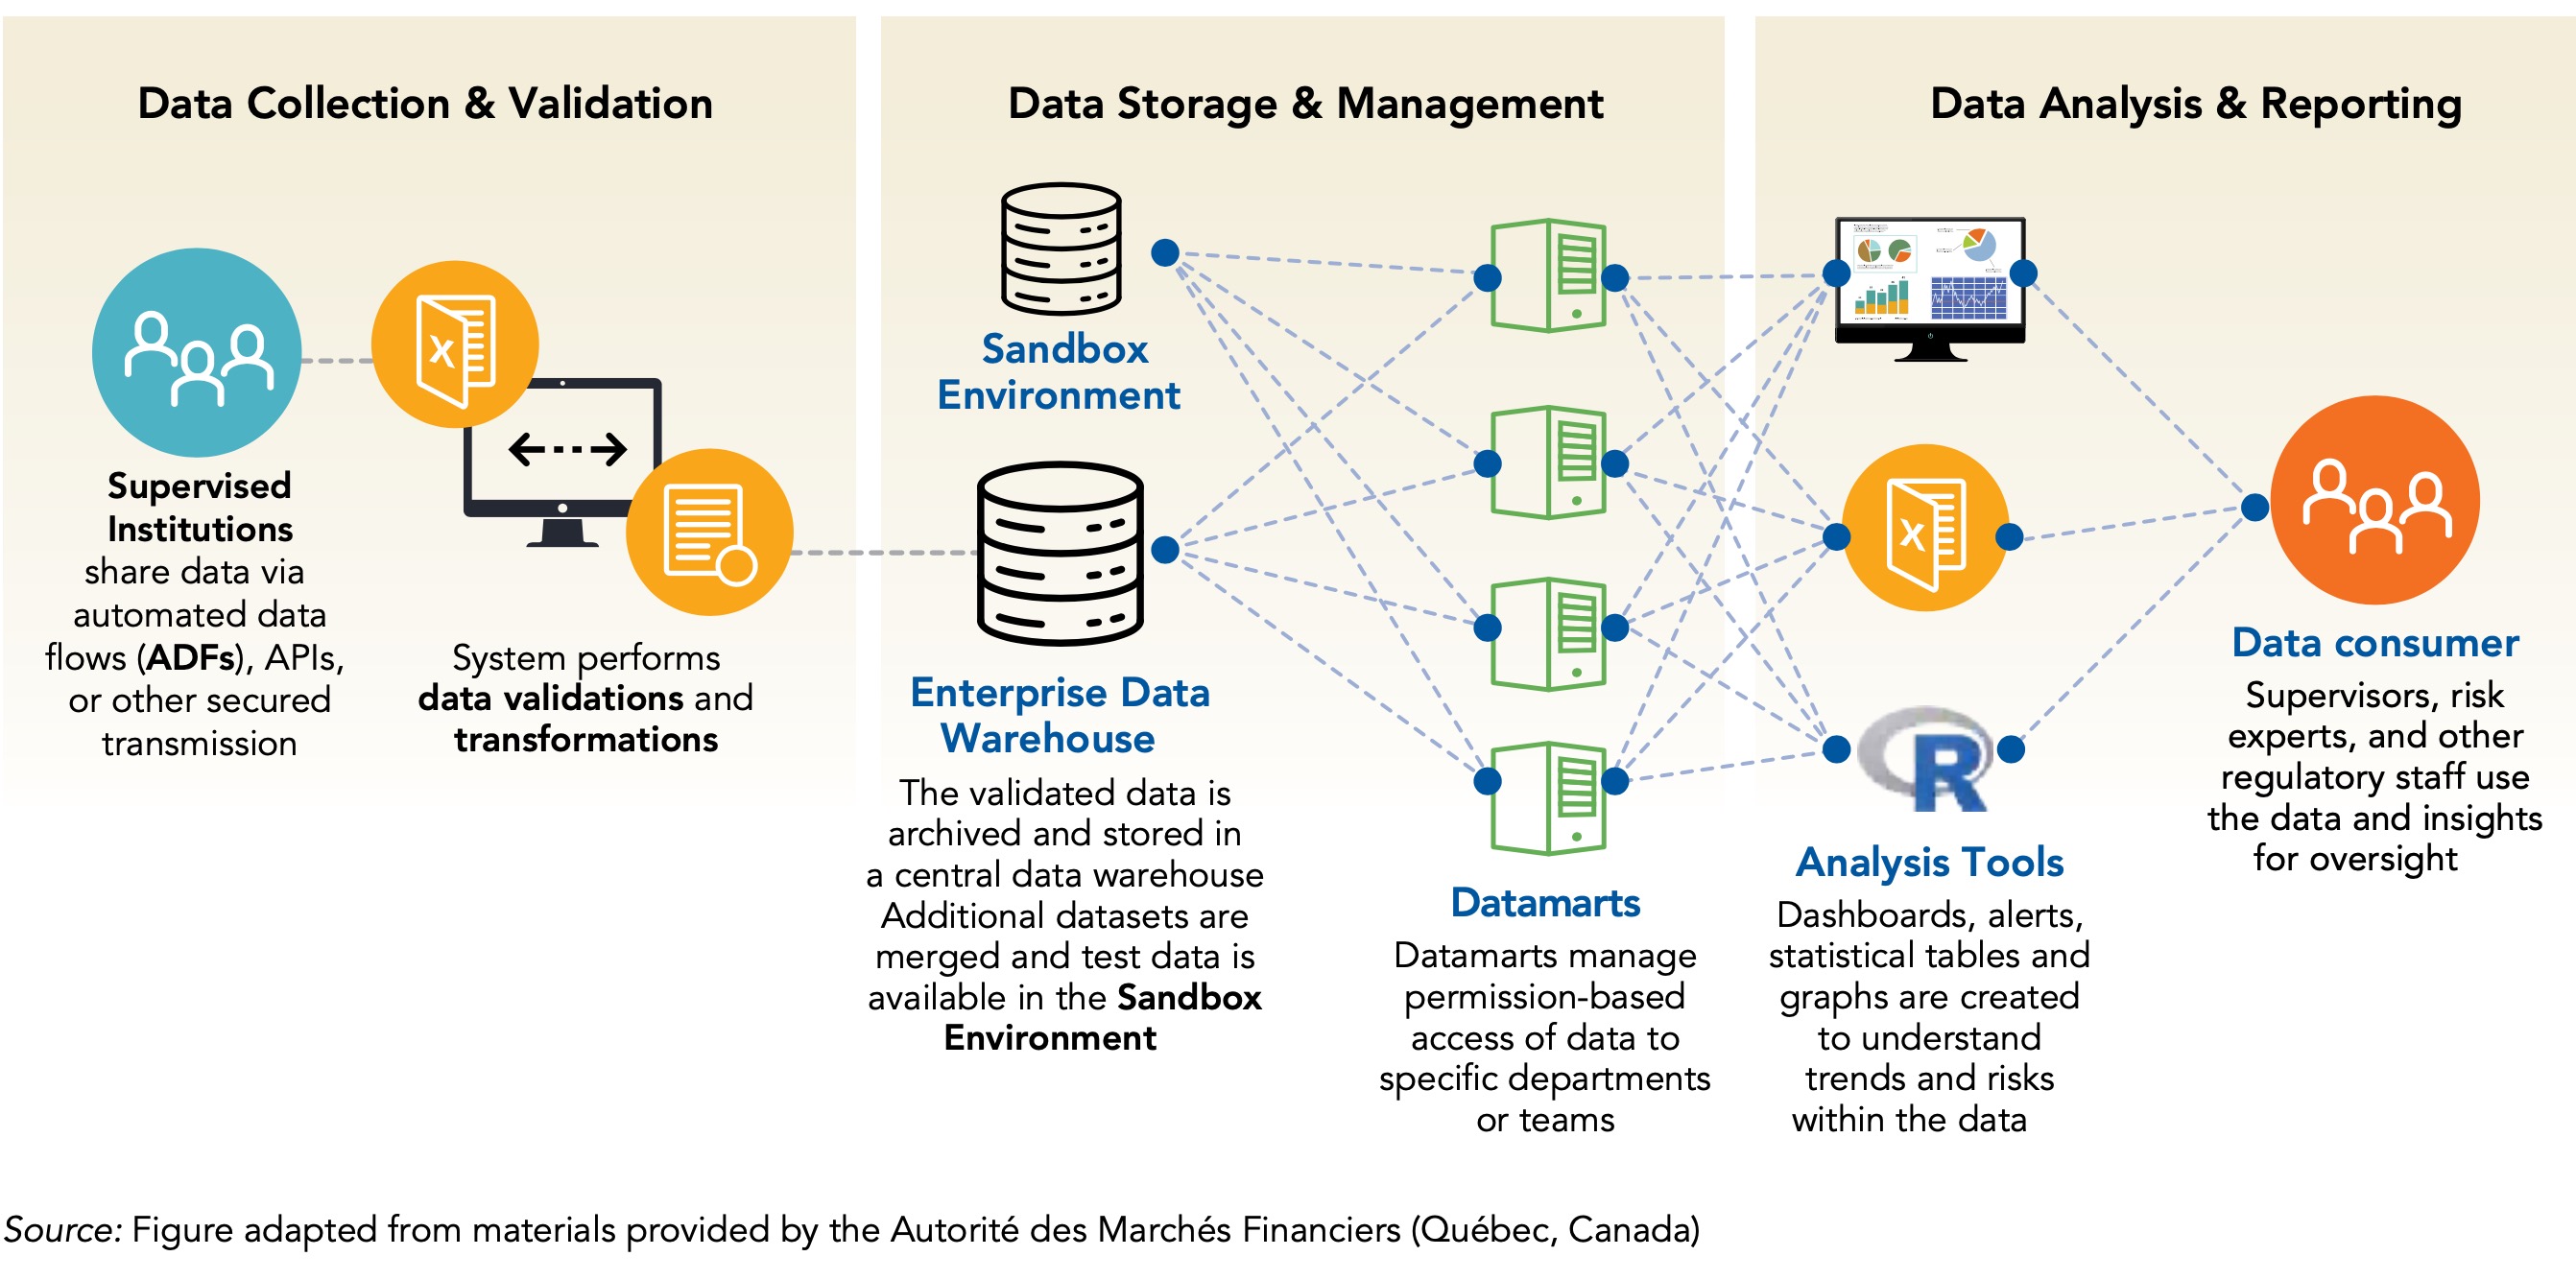 Data Collection & Validation
Data Storage & Management
Data Analysis & Reporting
X
Supervised
Institutions
share data via
automated data
flows (ADFs), APIs,
or other secured
transmission
System performs
data validations and
transformations
Sandbox
Environment
Enterprise Data
Warehouse
The validated data is
archived and stored in
a central data warehouse
Additional datasets are
merged and test data is
available in the Sandbox
Environment
Datamarts
Datamarts manage
permission-based
access of data to
specific departments
or teams
X
R
Analysis Tools
Dashboards, alerts,
statistical tables and
graphs are created
to understand
trends and risks
within the data
Data consumer
Supervisors, risk
experts, and other
regulatory staff use
the data and insights
for oversight
Source: Figure adapted from materials provided by the Autorité des Marchés Financiers (Québec, Canada)